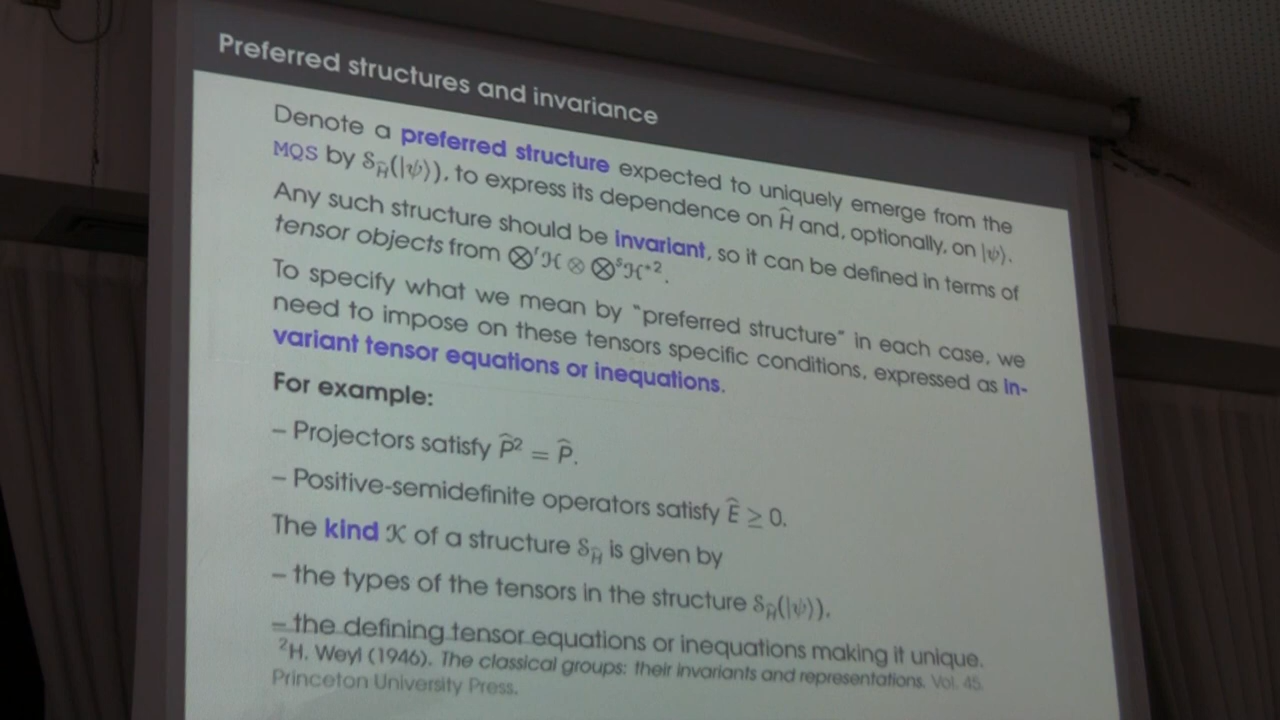 Preferred structures and invariance
Denote a preferred structure expected to uniquely emerge from the
MQS by 𝒮_Ĥ(|ψ⟩), to express its dependence on Ĥ and, optionally, on |ψ⟩.
Any such structure should be invariant, so it can be defined in terms of
tensor objects from ⊗ʳℋ ⊗ ⊗ˢℋ*².
To specify what we mean by “preferred structure” in each case, we
need to impose on these tensors specific conditions, expressed as in-
variant tensor equations or inequations.
For example:
– Projectors satisfy P̂² = P̂.
– Positive-semidefinite operators satisfy Ê ≥ 0.
The kind 𝒦 of a structure 𝒮_Ĥ is given by
– the types of the tensors in the structure 𝒮_Ĥ(|ψ⟩).
– the defining tensor equations or inequations making it unique.
²H. Weyl (1946). The classical groups: their invariants and representations. Vol. 45.
Princeton University Press.